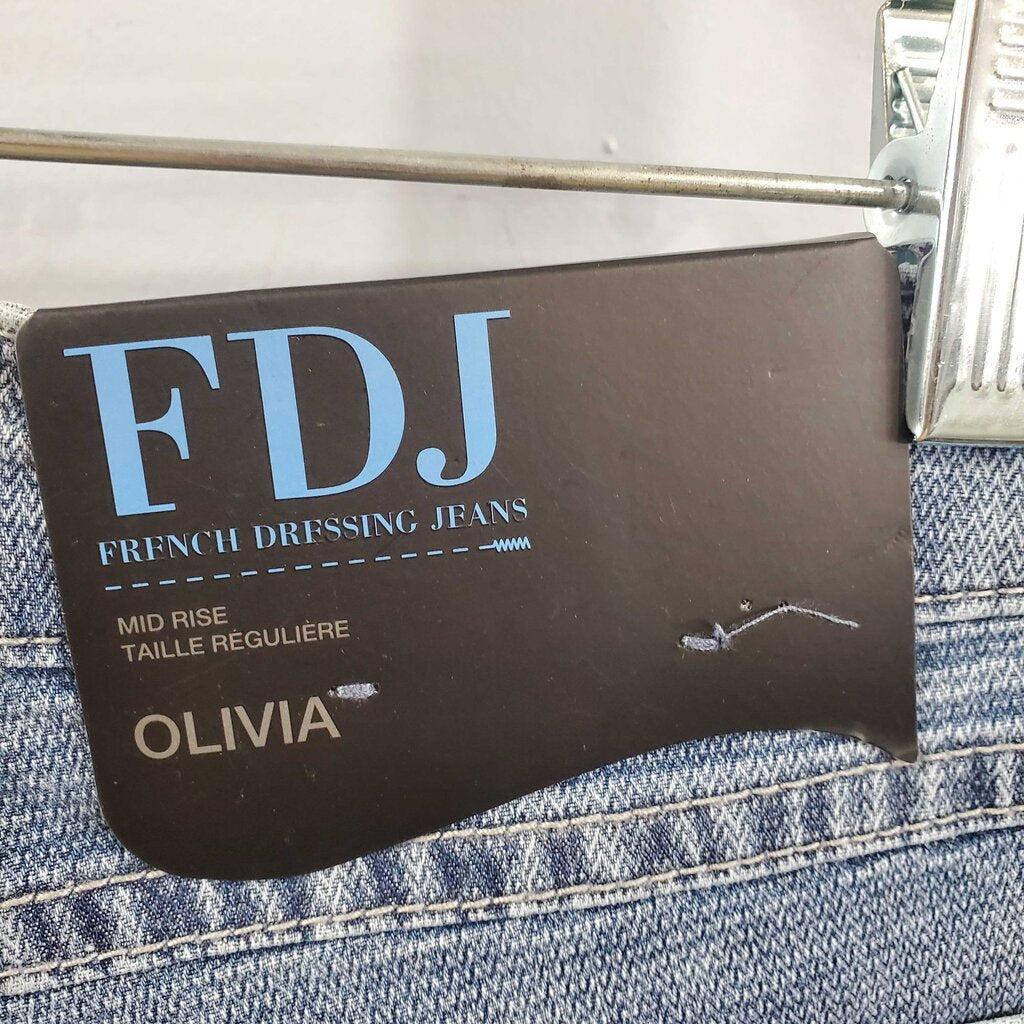 FDJ
FRENCH DRESSING JEANS
MID RISE
TAILLE RÉGULIÈRE
OLIVIA